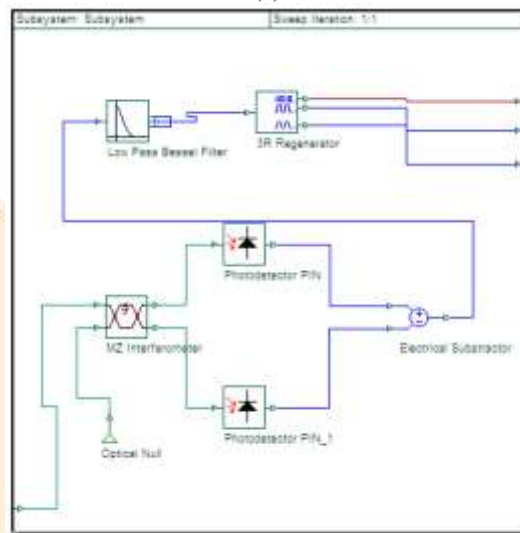 Subsystem: Subsystem
Sweep Iteration: 1/1
Low Pass Bessel Filter
3R Regenerator
Photodetector PIN
MZ Interferometer
Electrical Subtractor
Photodetector PIN_1
Optical Null